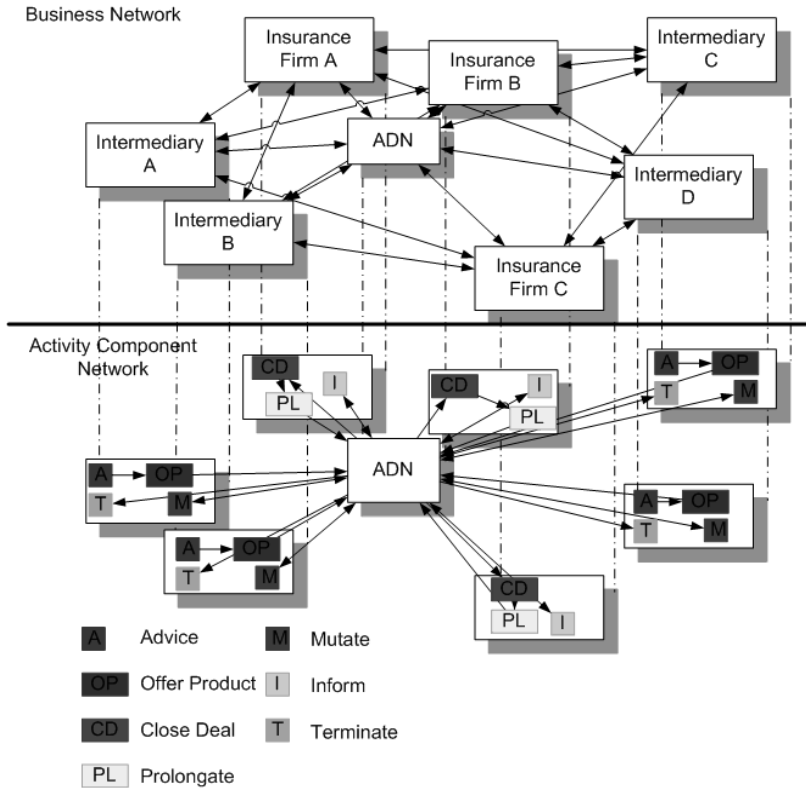 Business Network
Insurance
Firm A
Insurance
Firm B
Intermediary
C
Intermediary
A
ADN
Intermediary
D
Intermediary
B
Insurance
Firm C
Activity Component
Network
CD
I
PL
CD
I
PL
A
OP
T
M
ADN
A
OP
T
M
A
OP
T
M
A
OP
T
M
CD
PL
I
A Advice
M Mutate
OP Offer Product
I Inform
CD Close Deal
T Terminate
PL Prolongate